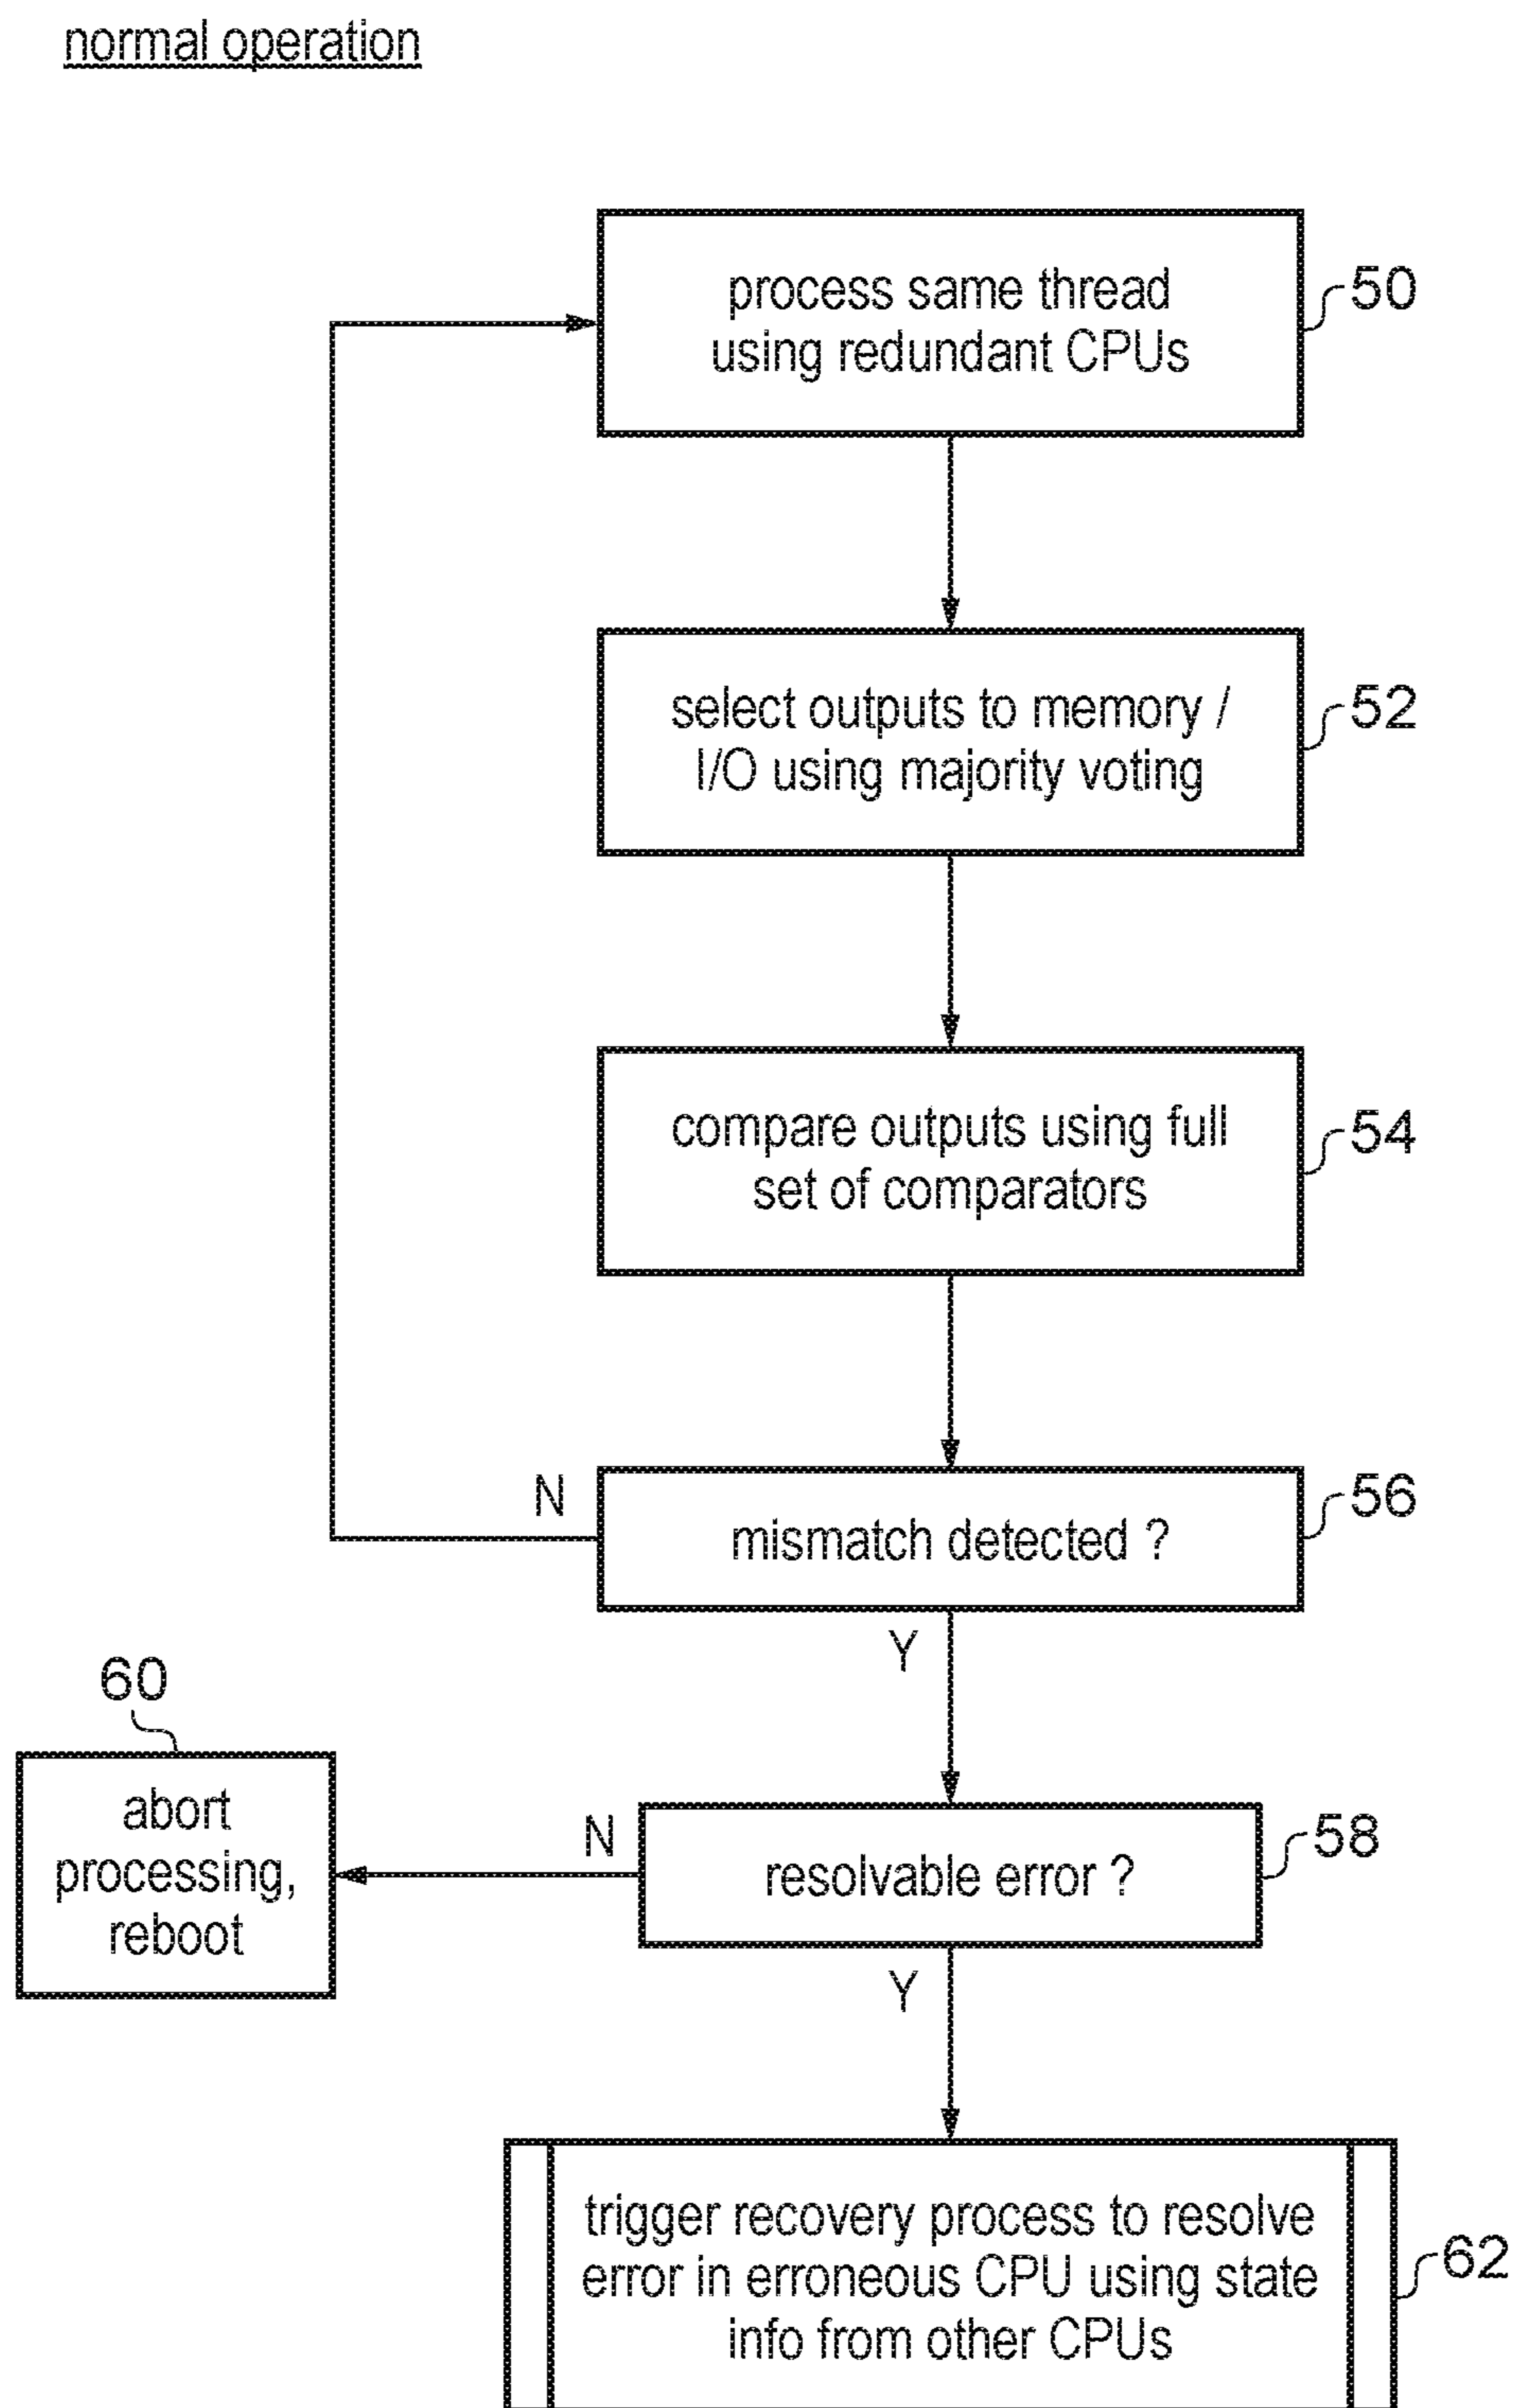 normal operation
process same thread
using redundant CPUs
50
select outputs to memory /
I/O using majority voting
52
compare outputs using full
set of comparators
54
N
mismatch detected ?
56
Y
60
abort
processing,
reboot
N
resolvable error ?
58
Y
trigger recovery process to resolve
error in erroneous CPU using state
info from other CPUs
62